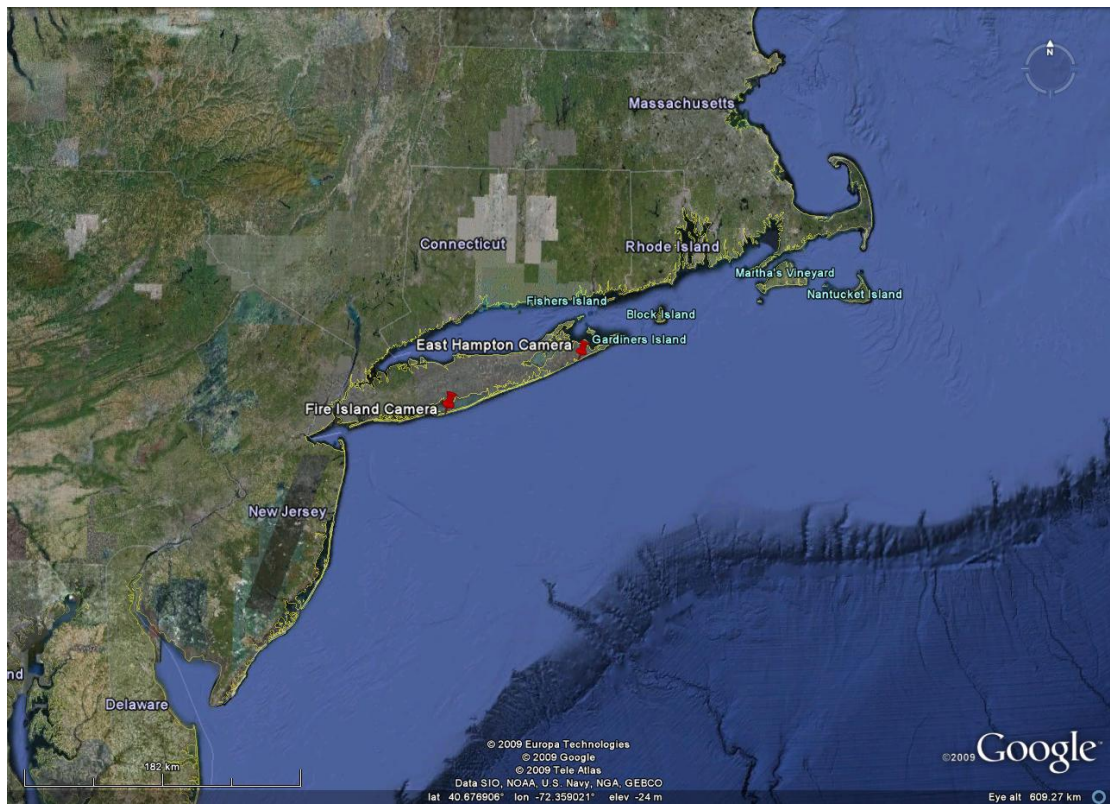 N
Massachusetts
Connecticut
Rhode Island
Martha's Vineyard
Nantucket Island
Fishers Island
Block Island
Gardiners Island
East Hampton Camera
Fire Island Camera
New Jersey
nd
Delaware
182 km
© 2009 Europa Technologies
© 2009 Google
© 2009 Tele Atlas
Data SIO, NOAA, U.S. Navy, NGA, GEBCO
©2009 Google™
lat 40.676906° lon -72.359021° elev -24 m
Eye alt 609.27 km